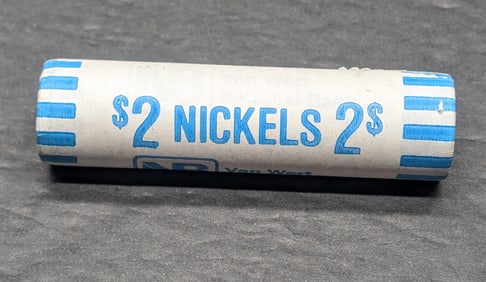 $2 NICKELS 2$
Van Wert